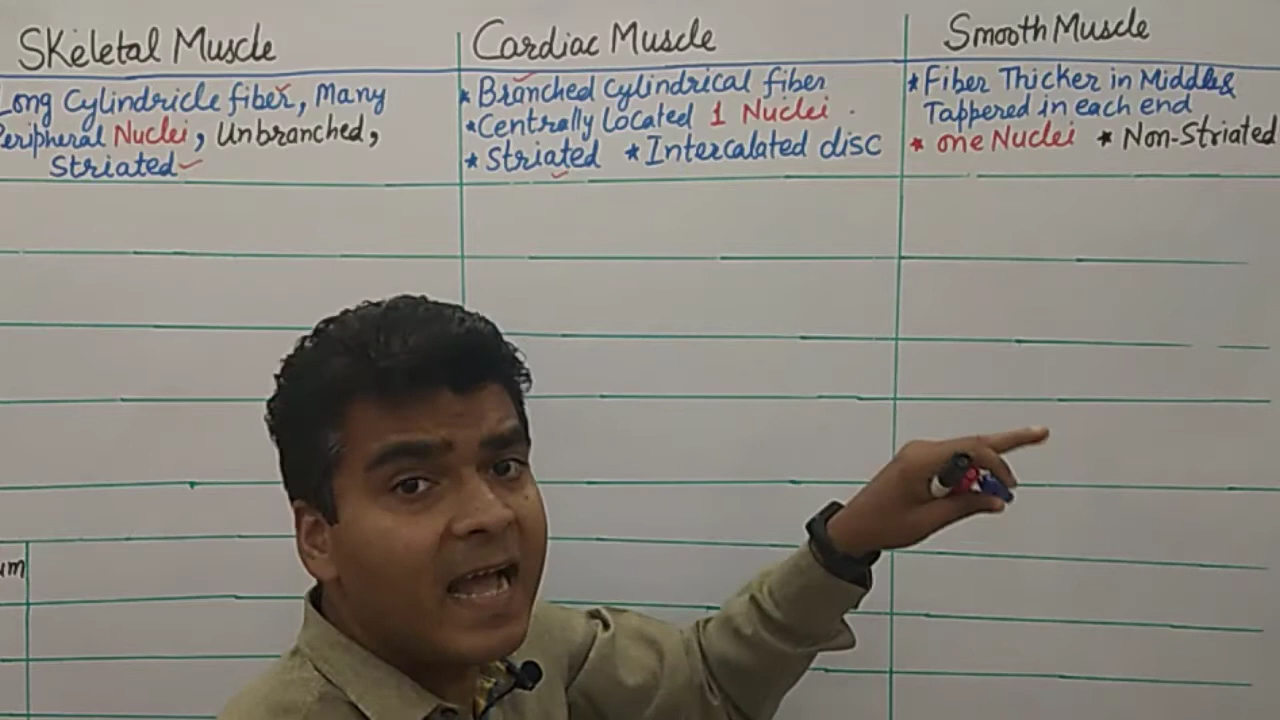 SKeletal Muscle
Long Cylindricle fiber, Many
Peripheral Nuclei, Unbranched,
Striated
Cardiac Muscle
* Branched Cylindrical fiber
* Centrally Located 1 Nuclei .
* Striated * Intercalated disc
Smooth Muscle
* Fiber Thicker in Middle &
Tappered in each end
* one Nuclei * Non-Striated
um